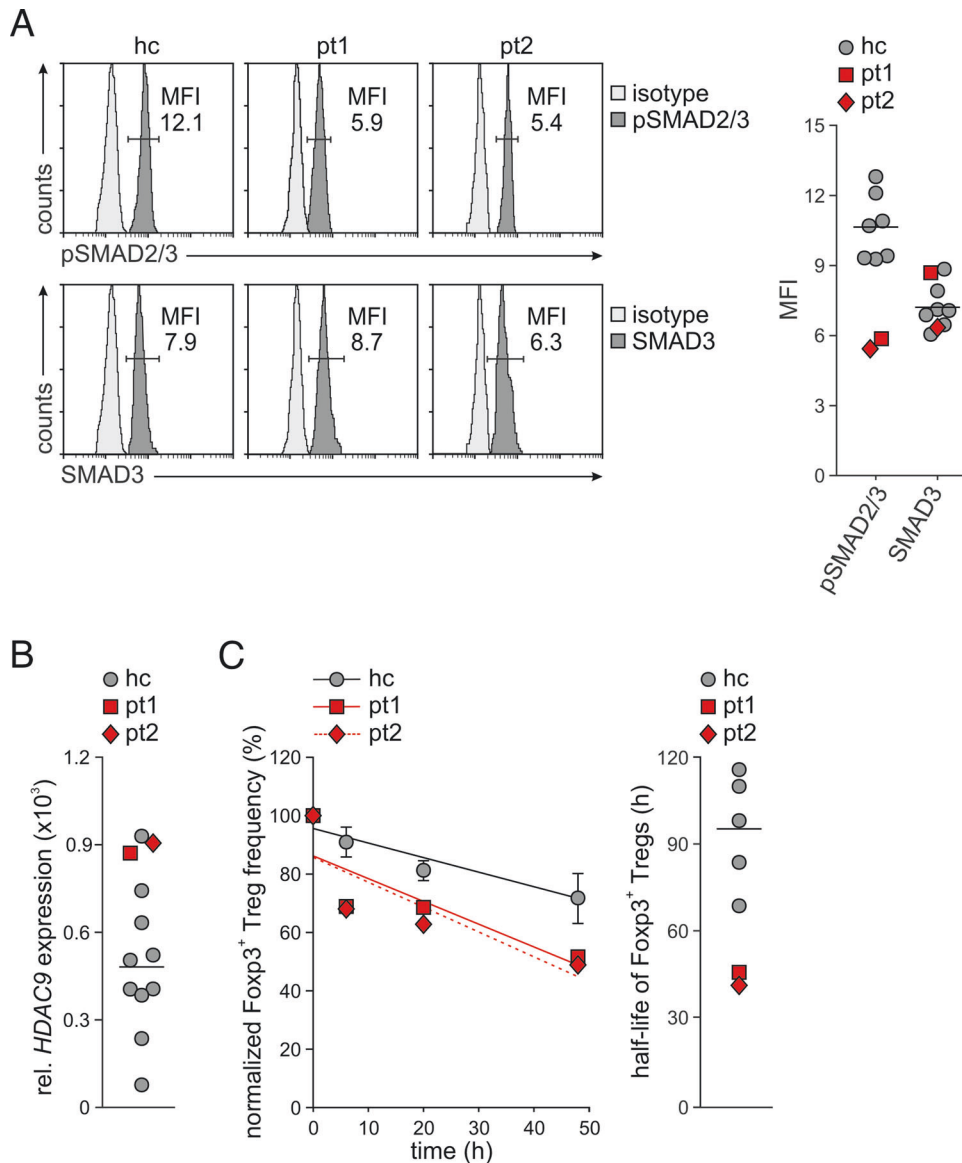 A
hc
pt1
pt2
MFI
12.1
MFI
5.9
MFI
5.4
isotype
pSMAD2/3
counts
pSMAD2/3
MFI
7.9
MFI
8.7
MFI
6.3
isotype
SMAD3
counts
SMAD3
hc
pt1
pt2
15
12
9
6
3
0
MFI
pSMAD2/3
SMAD3
B
hc
pt1
pt2
1.2
0.9
0.6
0.3
0
rel. HDAC9 expression (x10³)
C
hc
pt1
pt2
120
100
80
60
40
20
0
normalized Foxp3⁺ Treg frequency (%)
0 10 20 30 40 50
time (h)
hc
pt1
pt2
120
90
60
30
0
half-life of Foxp3⁺ Tregs (h)